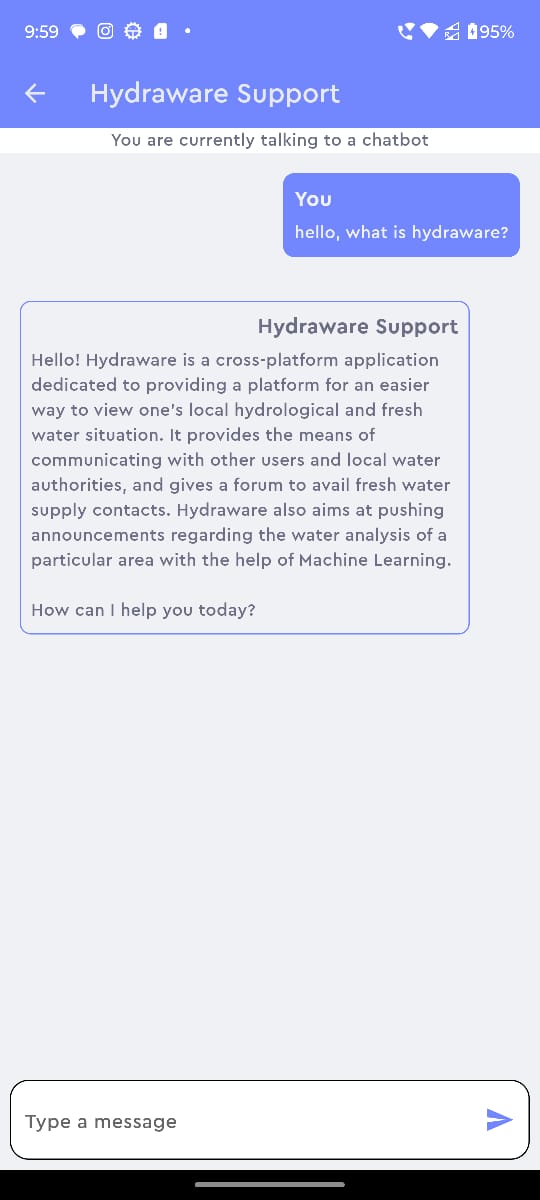 9:59
95%
Hydraware Support
You are currently talking to a chatbot
You
hello, what is hydraware?
Hydraware Support
Hello! Hydraware is a cross-platform application
dedicated to providing a platform for an easier
way to view one's local hydrological and fresh
water situation. It provides the means of
communicating with other users and local water
authorities, and gives a forum to avail fresh water
supply contacts. Hydraware also aims at pushing
announcements regarding the water analysis of a
particular area with the help of Machine Learning.
How can I help you today?
Type a message